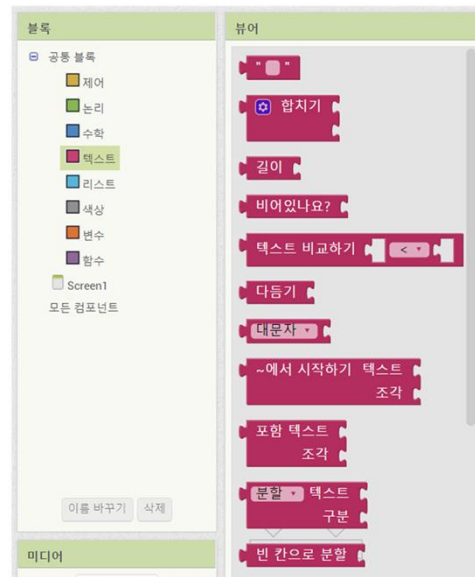 블록
공통 블록
제어
논리
수학
텍스트
리스트
색상
변수
함수
Screen1
모든 컴포넌트
이름 바꾸기 삭제
미디어
뷰어
" "
합치기
길이
비어있나요?
텍스트 비교하기 <
다듬기
대문자
~에서 시작하기 텍스트
조각
포함 텍스트
조각
분할 텍스트
구분
빈 칸으로 분할